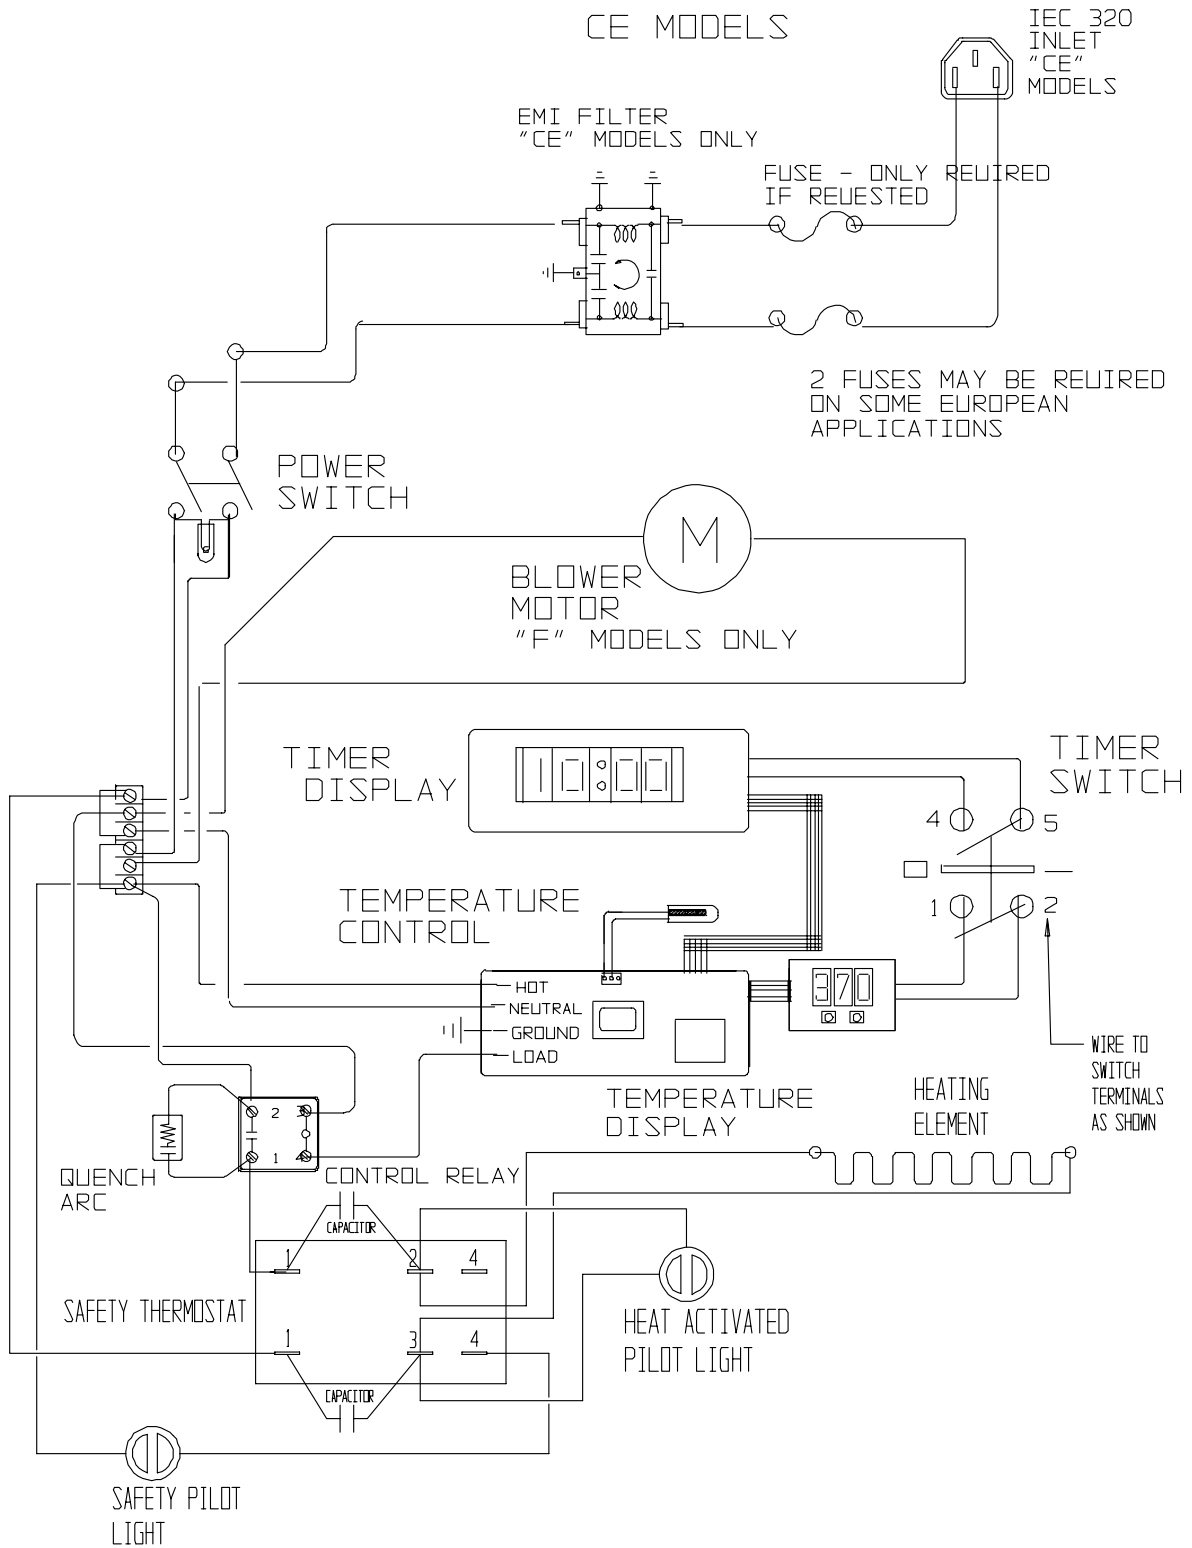 CE MODELS
IEC 320
INLET
"CE"
MODELS
EMI FILTER
"CE" MODELS ONLY
FUSE - ONLY REUIRED
IF REUESTED
2 FUSES MAY BE REUIRED
ON SOME EUROPEAN
APPLICATIONS
POWER
SWITCH
M
BLOWER
MOTOR
"F" MODELS ONLY
TIMER
DISPLAY
10:00
TIMER
SWITCH
4
5
1
2
TEMPERATURE
CONTROL
HOT
NEUTRAL
GROUND
LOAD
370
WIRE TO
SWITCH
TERMINALS
AS SHOWN
TEMPERATURE
DISPLAY
HEATING
ELEMENT
2 3
1 4
QUENCH
ARC
CONTROL RELAY
CAPACITOR
1 2 4
SAFETY THERMOSTAT
1 3 4
CAPACITOR
HEAT ACTIVATED
PILOT LIGHT
SAFETY PILOT
LIGHT